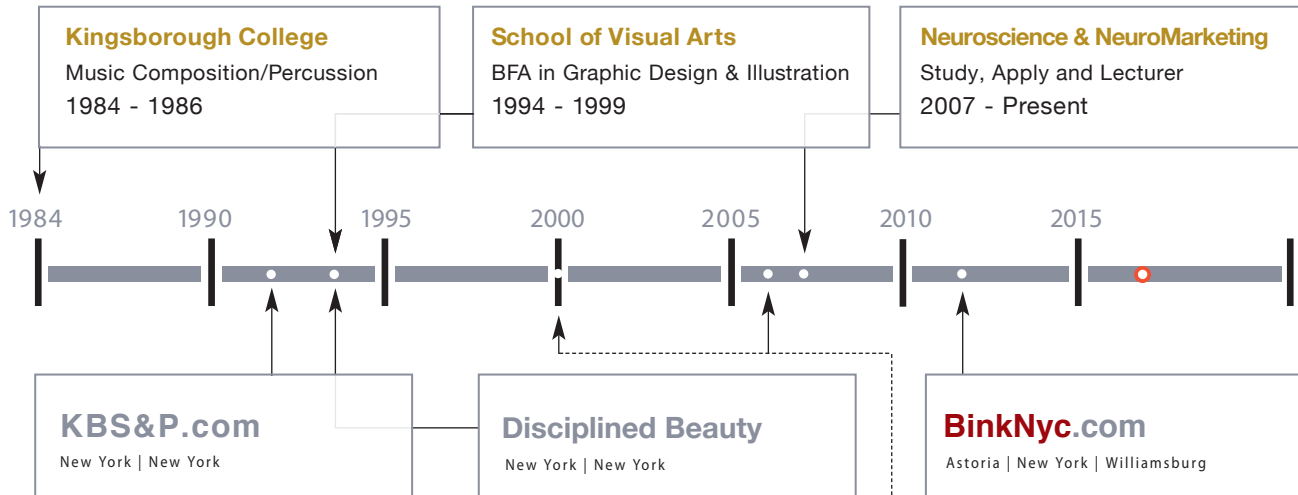 Kingsborough College
Music Composition/Percussion
1984 - 1986
School of Visual Arts
BFA in Graphic Design & Illustration
1994 - 1999
Neuroscience & NeuroMarketing
Study, Apply and Lecturer
2007 - Present
1984
1990
1995
2000
2005
2010
2015
KBS&P.com
New York | New York
Disciplined Beauty
New York | New York
BinkNyc.com
Astoria | New York | Williamsburg